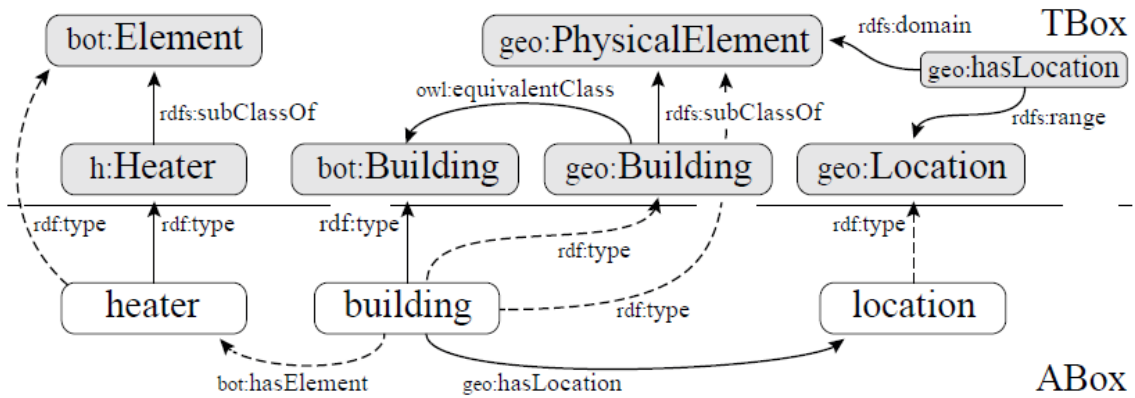 bot:Element
geo:PhysicalElement
rdfs:domain
TBox
geo:hasLocation
owl:equivalentClass
rdfs:subClassOf
rdfs:subClassOf
rdfs:range
h:Heater
bot:Building
geo:Building
geo:Location
rdf:type
rdf:type
rdf:type
rdf:type
rdf:type
rdf:type
heater
building
location
bot:hasElement
geo:hasLocation
ABox